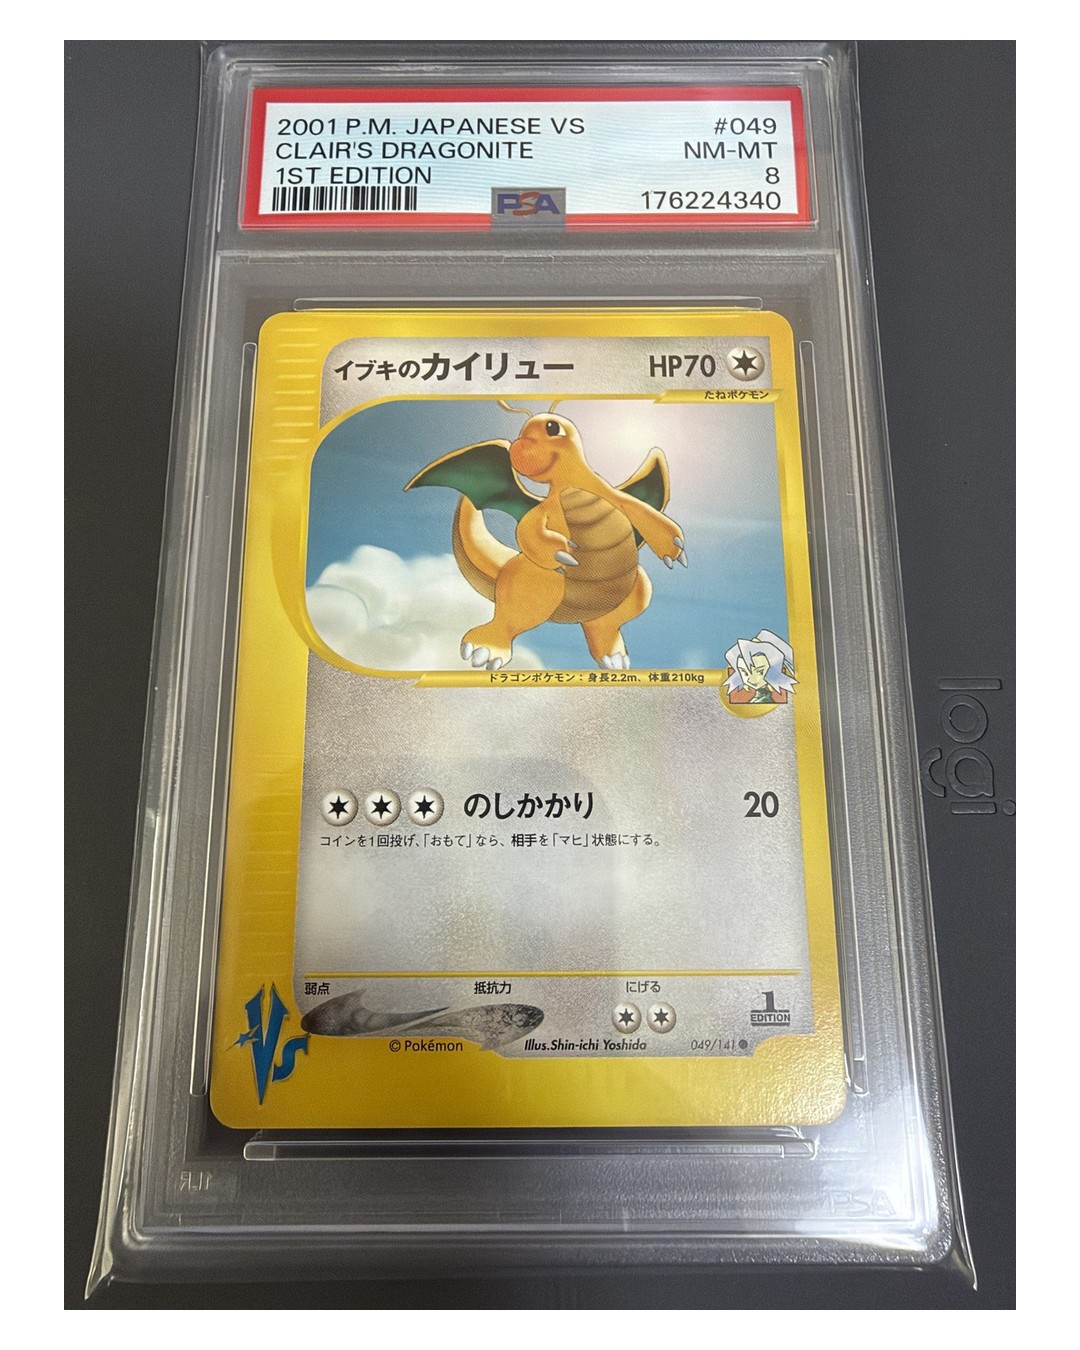 2001 P.M. JAPANESE VS #049
CLAIR'S DRAGONITE NM-MT
1ST EDITION 8
PSA 176224340
イブキのカイリュー HP70
たねポケモン
ドラゴンポケモン：身長2.2m、体重210kg
のしかかり 20
コインを1回投げ、「おもて」なら、相手を「マヒ」状態にする。
弱点 抵抗力 にげる
1
EDITION
VS
© Pokémon Illus.Shin-ichi Yoshida 049/141
PSA
logi